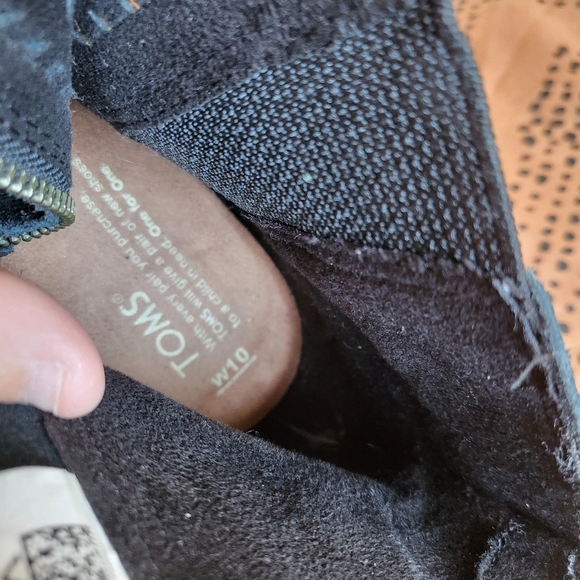 TOMS®
With every pair you purchase,
TOMS will give a pair of new shoes
to a child in need. One for One.
W10